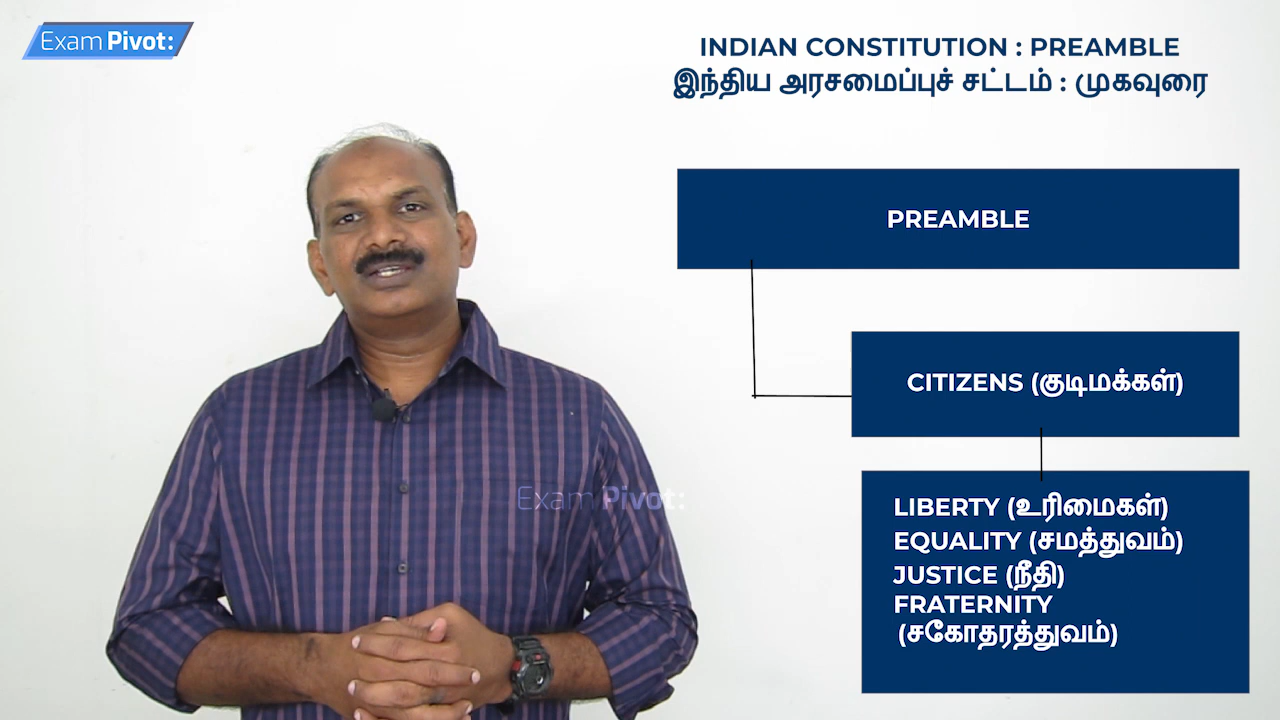 Exam Pivot:
INDIAN CONSTITUTION : PREAMBLE
இந்திய அரசமைப்புச் சட்டம் : முகவுரை
PREAMBLE
CITIZENS (குடிமக்கள்)
LIBERTY (உரிமைகள்)
EQUALITY (சமத்துவம்)
JUSTICE (நீதி)
FRATERNITY
(சகோதரத்துவம்)
Exam Pivot: